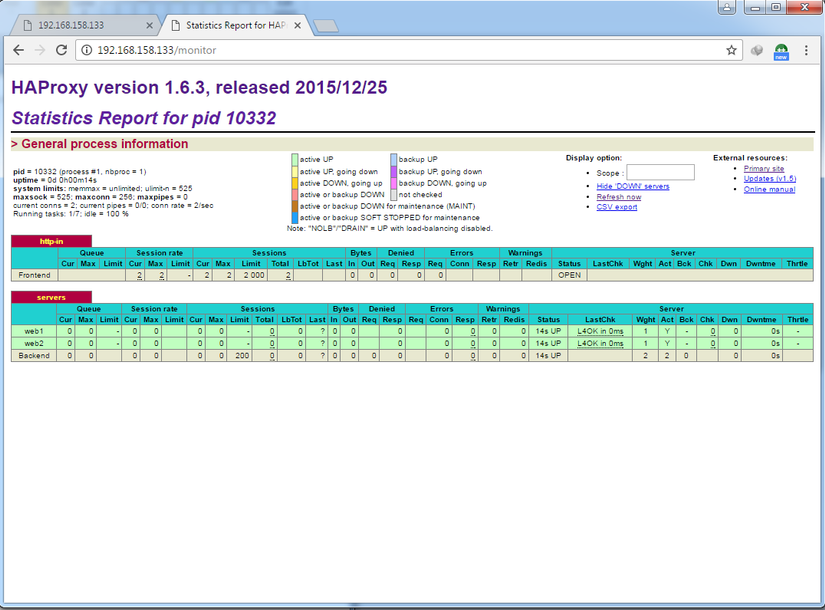 192.168.158.133
Statistics Report for HAP
192.168.158.133/monitor
new
HAProxy version 1.6.3, released 2015/12/25
Statistics Report for pid 10332
> General process information
pid = 10332 (process #1, nbproc = 1)
uptime = 0d 0h00m14s
system limits: memmax = unlimited; ulimit-n = 525
maxsock = 525; maxconn = 256; maxpipes = 0
current conns = 2; current pipes = 0/0; conn rate = 2/sec
Running tasks: 1/7; idle = 100 %
active UP backup UP
active UP, going down backup UP, going down
active DOWN, going up backup DOWN, going up
active or backup DOWN not checked
active or backup DOWN for maintenance (MAINT)
active or backup SOFT STOPPED for maintenance
Note: "NOLB"/"DRAIN" = UP with load-balancing disabled.
Display option:
Scope :
Hide 'DOWN' servers
Refresh now
CSV export
External resources:
Primary site
Updates (v1.5)
Online manual
http-in
Queue Session rate Sessions Bytes Denied Errors Warnings Server
Cur Max Limit Cur Max Limit Cur Max Limit Total LbTot Last In Out Req Resp Req Conn Resp Retr Redis Status LastChk Wght Act Bck Chk Dwn Dwntme Thrtle
Frontend 2 2 - 2 2 2 000 2 0 0 0 0 0 OPEN
servers
Queue Session rate Sessions Bytes Denied Errors Warnings Server
Cur Max Limit Cur Max Limit Cur Max Limit Total LbTot Last In Out Req Resp Req Conn Resp Retr Redis Status LastChk Wght Act Bck Chk Dwn Dwntme Thrtle
web1 0 0 - 0 0 0 0 - 0 0 ? 0 0 0 0 0 0 0 14s UP L4OK in 0ms 1 Y - 0 0 0s -
web2 0 0 - 0 0 0 0 - 0 0 ? 0 0 0 0 0 0 0 14s UP L4OK in 0ms 1 Y - 0 0 0s -
Backend 0 0 0 0 0 0 200 0 0 ? 0 0 0 0 0 0 0 0 14s UP 2 2 0 0 0s